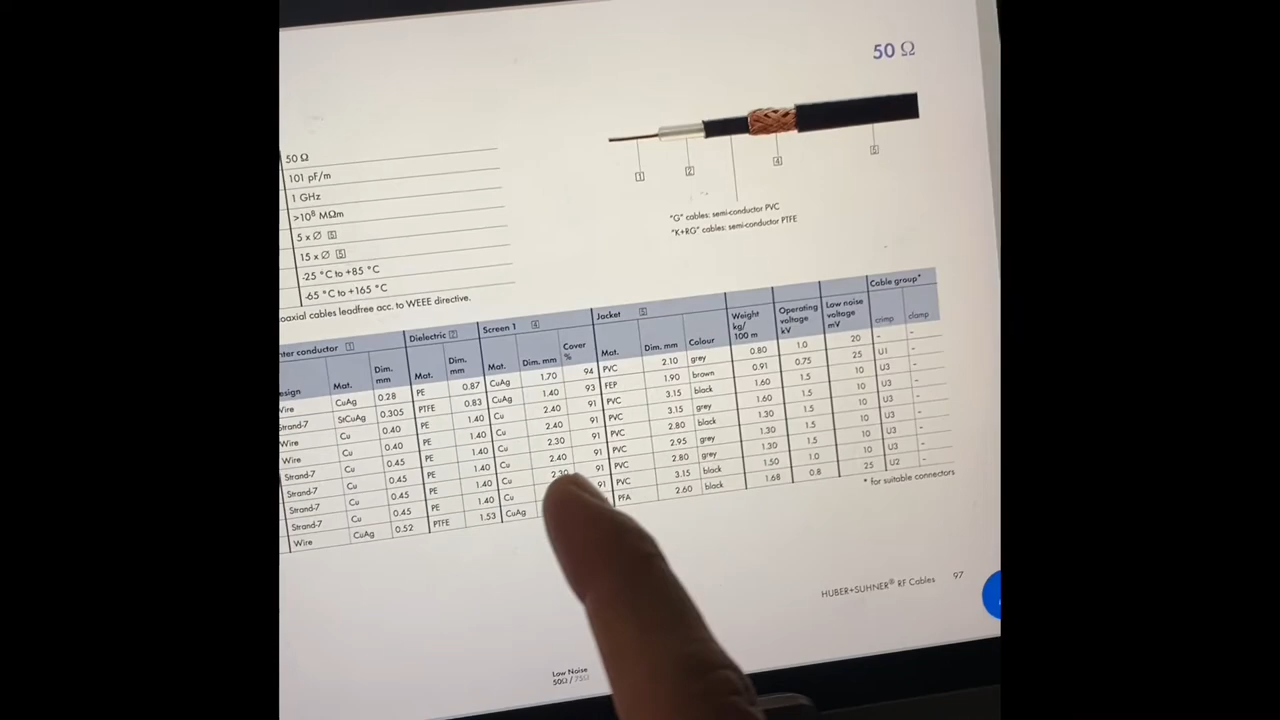 50 Ω
50 Ω
101 pF/m
1 GHz
>10⁸ MΩm
5 x Ø 5
15 x Ø 5
-25 °C to +85 °C
-65 °C to +165 °C
oaxial cables leadfree acc. to WEEE directive.
1 2 4 5
"G" cables: semi-conductor PVC
"K+RG" cables: semi-conductor PTFE
nter conductor 1 Dielectric 2 Screen 1 4 Jacket 5 Weight kg/ 100 m Operating voltage kV Low noise voltage mV Cable group*
esign Mat. Dim. mm Mat. Dim. mm Mat. Dim. mm Cover % Mat. Dim. mm Colour crimp clamp
Wire CuAg 0.28 PE 0.87 CuAg 1.70 94 PVC 2.10 grey 0.80 1.0 20 - -
Strand-7 StCuAg 0.305 PTFE 0.83 CuAg 1.40 93 FEP 1.90 brown 0.91 0.75 25 U1 -
Wire Cu 0.40 PE 1.40 Cu 2.40 91 PVC 3.15 black 1.60 1.5 10 U3 -
Wire Cu 0.40 PE 1.40 Cu 2.40 91 PVC 3.15 grey 1.60 1.5 10 U3 -
Strand-7 Cu 0.45 PE 1.40 Cu 2.30 91 PVC 2.80 black 1.30 1.5 10 U3 -
Strand-7 Cu 0.45 PE 1.40 Cu 2.40 91 PVC 2.95 grey 1.30 1.5 10 U3 -
Strand-7 Cu 0.45 PE 1.40 Cu 2.30 91 PVC 2.80 grey 1.30 1.5 10 U3 -
Strand-7 Cu 0.45 PE 1.40 Cu 91 PVC 3.15 black 1.50 1.0 10 U3 -
Wire CuAg 0.52 PTFE 1.53 CuAg PFA 2.60 black 1.68 0.8 25 U2 -
* for suitable connectors
HUBER+SUHNER® RF Cables 97
Low Noise
50Ω / 75Ω